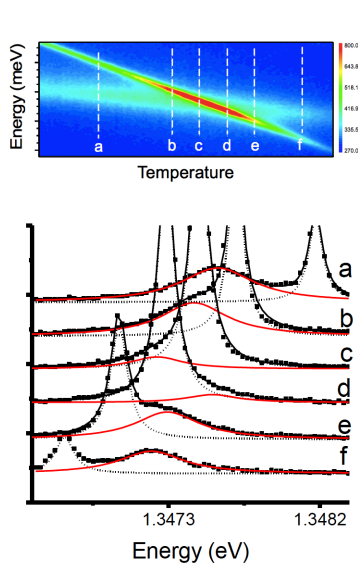 Energy (meV)
a b c d e f
800.0
643.8
518.1
416.9
335.5
270.0
Temperature
a
b
c
d
e
f
1.3473 1.3482
Energy (eV)